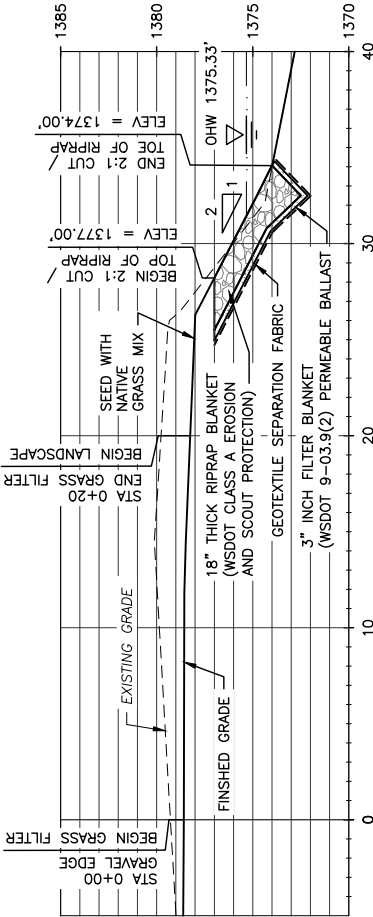 1385
1380
1375
1370
40
30
20
10
0
OHW 1375.33'
END 2:1 CUT /
TOE OF RIPRAP
ELEV = 1374.00'
BEGIN 2:1 CUT /
TOP OF RIPRAP
ELEV = 1377.00'
2
1
SEED WITH
NATIVE
GRASS MIX
STA 0+20
END GRASS FILTER
BEGIN LANDSCAPE
EXISTING GRADE
STA 0+00
GRAVEL EDGE
BEGIN GRASS FILTER
FINSHED GRADE
18" THICK RIPRAP BLANKET
(WSDOT CLASS A EROSION
AND SCOUT PROTECTION)
GEOTEXTILE SEPARATION FABRIC
3" INCH FILTER BLANKET
(WSDOT 9-03.9(2) PERMEABLE BALLAST